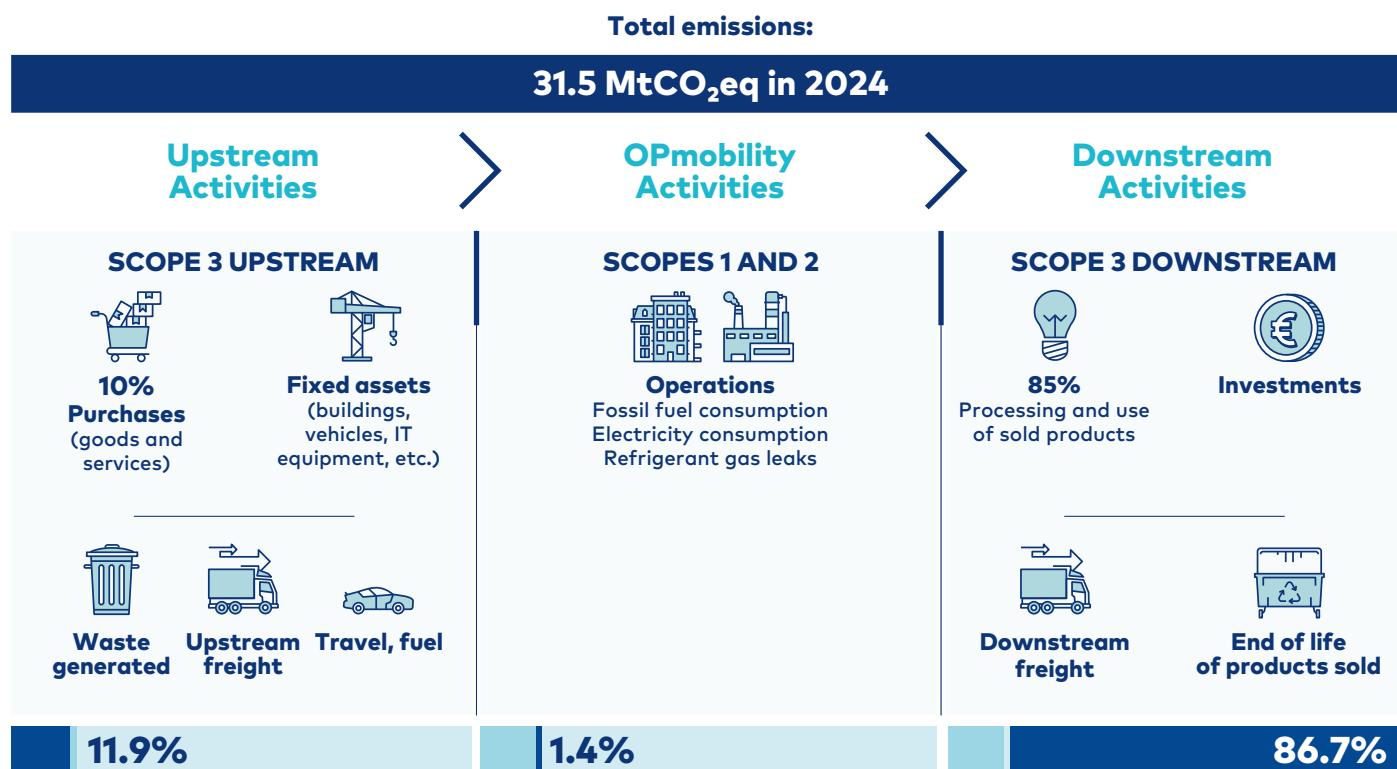 Total emissions:
31.5 MtCO₂eq in 2024
Upstream
Activities
OPmobility
Activities
Downstream
Activities
SCOPE 3 UPSTREAM
10%
Purchases
(goods and
services)
Fixed assets
(buildings,
vehicles, IT
equipment, etc.)
Waste
generated
Upstream
freight
Travel, fuel
SCOPES 1 AND 2
Operations
Fossil fuel consumption
Electricity consumption
Refrigerant gas leaks
SCOPE 3 DOWNSTREAM
€
85%
Processing and use
of sold products
Investments
Downstream
freight
End of life
of products sold
11.9%
1.4%
86.7%